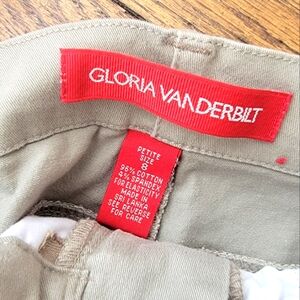 GLORIA VANDERBILT
PETITE
SIZE
8
96% COTTON
4% SPANDEX
FOR ELASTICITY
MADE IN
SRI LANKA
SEE REVERSE
FOR CARE